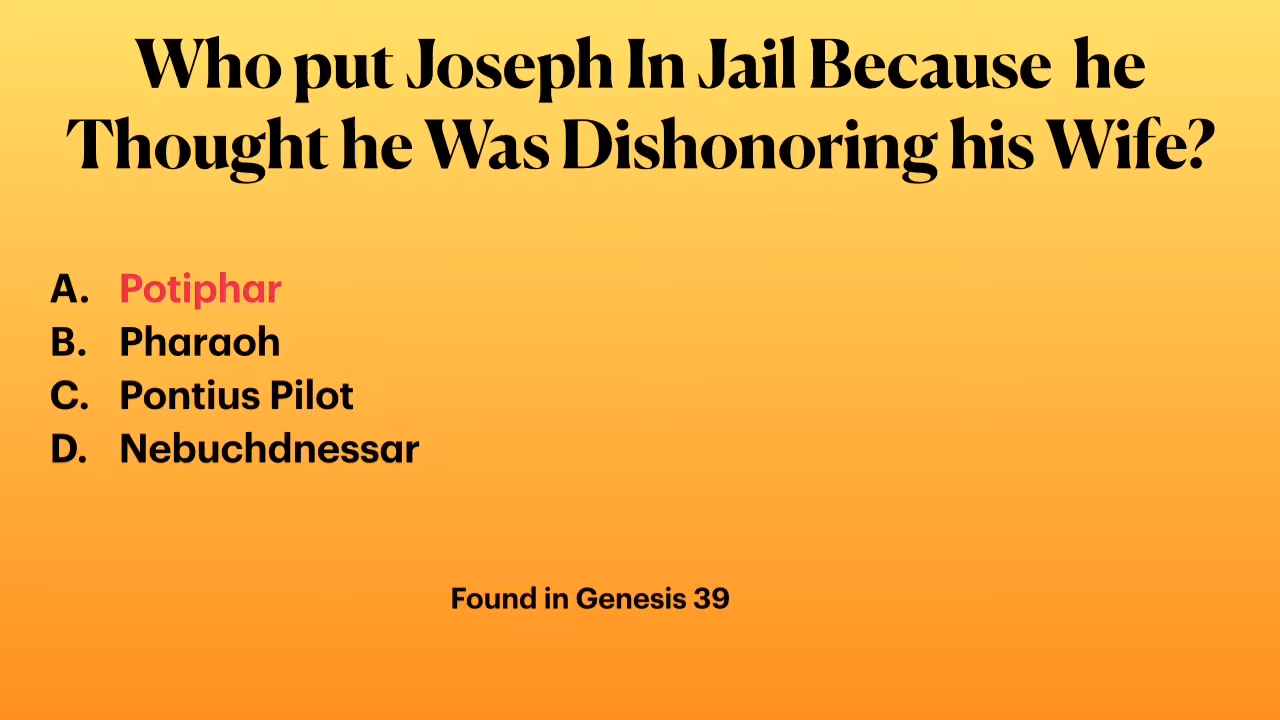 Who put Joseph In Jail Because he
Thought he Was Dishonoring his Wife?
A. Potiphar
B. Pharaoh
C. Pontius Pilot
D. Nebuchdnessar
Found in Genesis 39